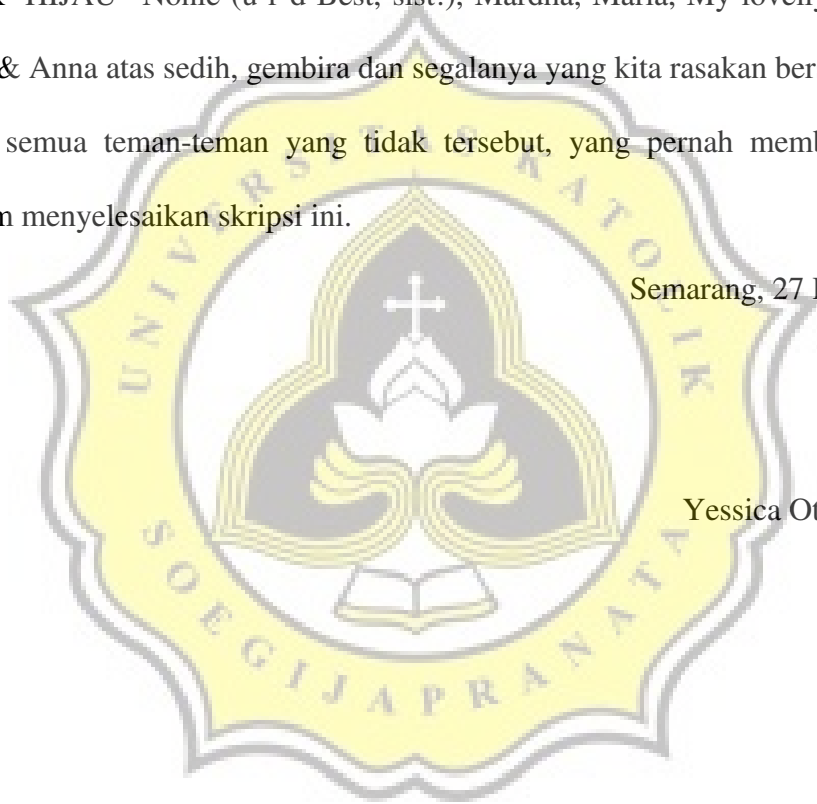 HIJAU" Nonie (u r d Best, sist!), Mardha, Maria, My lovely
& Anna atas sedih, gembira dan segalanya yang kita rasakan ber
semua teman-teman yang tidak tersebut, yang pernah memb
menyelesaikan skripsi ini.
Semarang, 27
Yessica Ot
UNIVERSITAS KATOLIK
SOEGIJAPRANATA